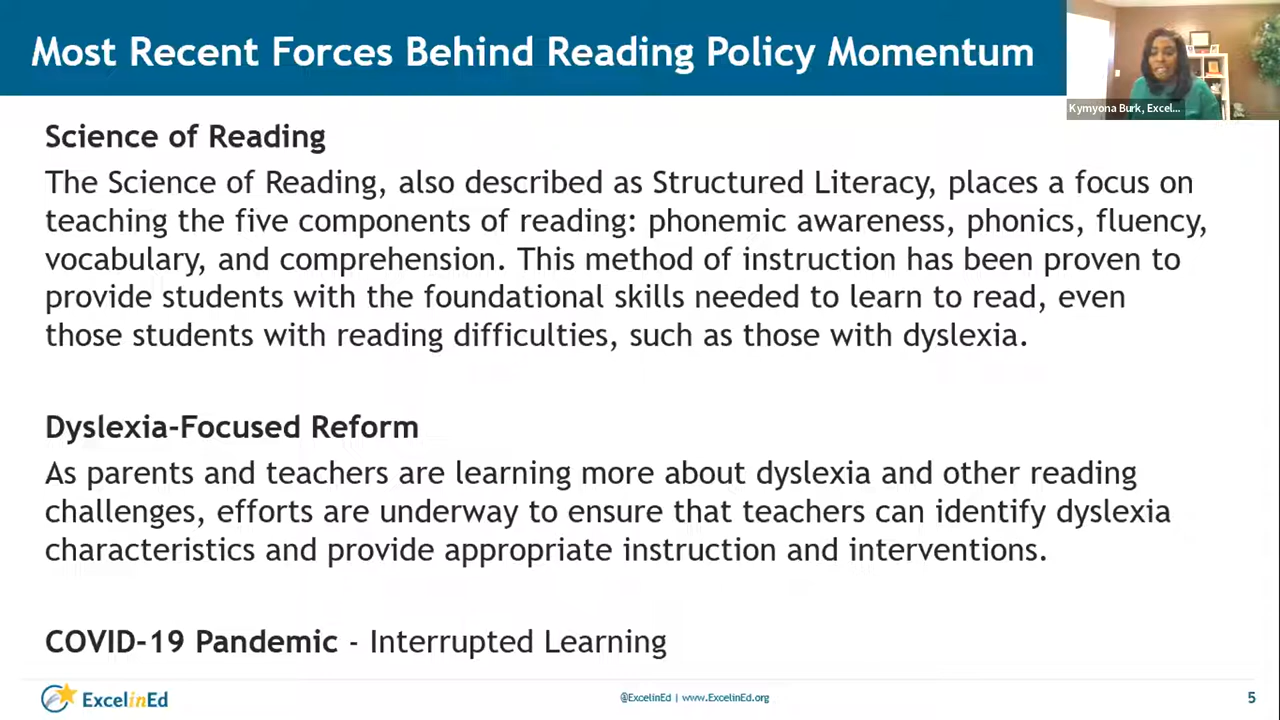 Most Recent Forces Behind Reading Policy Momentum
Kymyona Burk, Excel...
Science of Reading
The Science of Reading, also described as Structured Literacy, places a focus on
teaching the five components of reading: phonemic awareness, phonics, fluency,
vocabulary, and comprehension. This method of instruction has been proven to
provide students with the foundational skills needed to learn to read, even
those students with reading difficulties, such as those with dyslexia.
Dyslexia-Focused Reform
As parents and teachers are learning more about dyslexia and other reading
challenges, efforts are underway to ensure that teachers can identify dyslexia
characteristics and provide appropriate instruction and interventions.
COVID-19 Pandemic - Interrupted Learning
ExcelinEd
@ExcelinEd | www.ExcelinEd.org
5